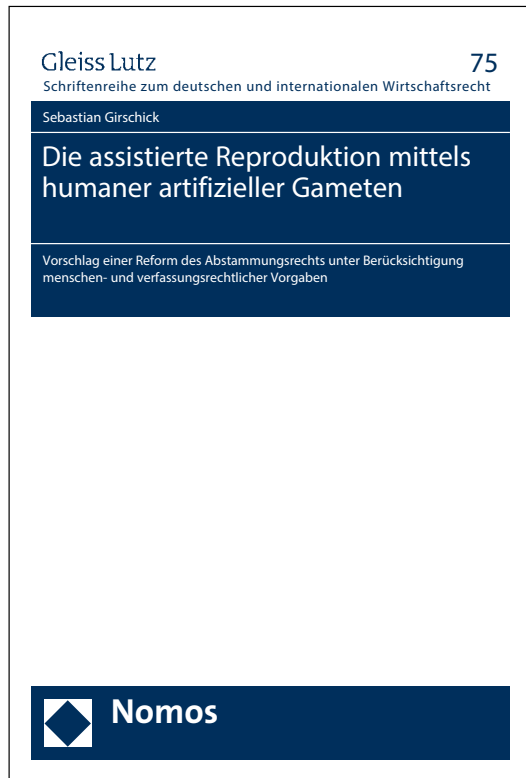 Gleiss Lutz 75
Schriftenreihe zum deutschen und internationalen Wirtschaftsrecht
Sebastian Girschick
Die assistierte Reproduktion mittels
humaner artifizieller Gameten
Vorschlag einer Reform des Abstammungsrechts unter Berücksichtigung
menschen- und verfassungsrechtlicher Vorgaben
Nomos